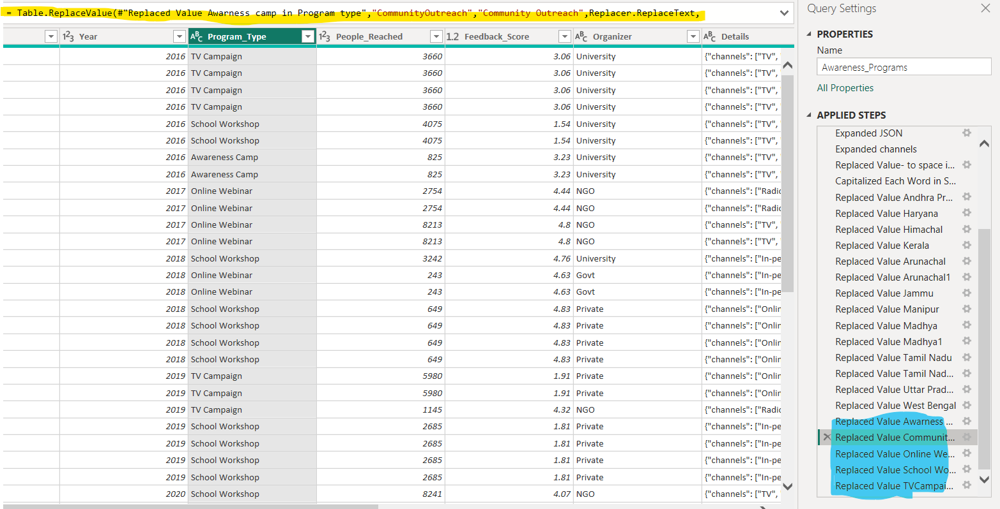 = Table.ReplaceValue(#"Replaced Value Awarness camp in Program type","CommunityOutreach","Community Outreach",Replacer.ReplaceText,
1²3 Year ABC Program_Type 1²3 People_Reached 1.2 Feedback_Score ABC Organizer ABC Details
2016 TV Campaign 3660 3.06 University {"channels": ["TV",
2016 TV Campaign 3660 3.06 University {"channels": ["TV",
2016 TV Campaign 3660 3.06 University {"channels": ["TV",
2016 TV Campaign 3660 3.06 University {"channels": ["TV",
2016 School Workshop 4075 1.54 University {"channels": ["TV",
2016 School Workshop 4075 1.54 University {"channels": ["TV",
2016 Awareness Camp 825 3.23 University {"channels": ["TV",
2016 Awareness Camp 825 3.23 University {"channels": ["TV",
2017 Online Webinar 2754 4.44 NGO {"channels": ["Radic
2017 Online Webinar 2754 4.44 NGO {"channels": ["Radic
2017 Online Webinar 8213 4.8 NGO {"channels": ["TV",
2017 Online Webinar 8213 4.8 NGO {"channels": ["TV",
2018 School Workshop 3242 4.76 University {"channels": ["In-pe
2018 Online Webinar 243 4.63 Govt {"channels": ["In-pe
2018 Online Webinar 243 4.63 Govt {"channels": ["In-pe
2018 School Workshop 649 4.83 Private {"channels": ["Onlin
2018 School Workshop 649 4.83 Private {"channels": ["Onlin
2018 School Workshop 649 4.83 Private {"channels": ["Onlin
2018 School Workshop 649 4.83 Private {"channels": ["Onlin
2019 TV Campaign 5980 1.91 Private {"channels": ["Onlin
2019 TV Campaign 5980 1.91 Private {"channels": ["Onlin
2019 TV Campaign 1145 4.32 NGO {"channels": ["Radic
2019 School Workshop 2685 1.81 Private {"channels": ["In-pe
2019 School Workshop 2685 1.81 Private {"channels": ["In-pe
2019 School Workshop 2685 1.81 Private {"channels": ["In-pe
2019 School Workshop 2685 1.81 Private {"channels": ["In-pe
2020 School Workshop 8241 4.07 NGO {"channels": ["TV",
Query Settings
PROPERTIES
Name
Awareness_Programs
All Properties
APPLIED STEPS
Expanded JSON
Expanded channels
Replaced Value- to space i...
Capitalized Each Word in S...
Replaced Value Andhra Pr...
Replaced Value Haryana
Replaced Value Himachal
Replaced Value Kerala
Replaced Value Arunachal
Replaced Value Arunachal1
Replaced Value Jammu
Replaced Value Manipur
Replaced Value Madhya
Replaced Value Madhya1
Replaced Value Tamil Nadu
Replaced Value Tamil Nad...
Replaced Value Uttar Prad...
Replaced Value West Bengal
Replaced Value Awarness ...
Replaced Value Communit...
Replaced Value Online We...
Replaced Value School Wo...
Replaced Value TVCampai...